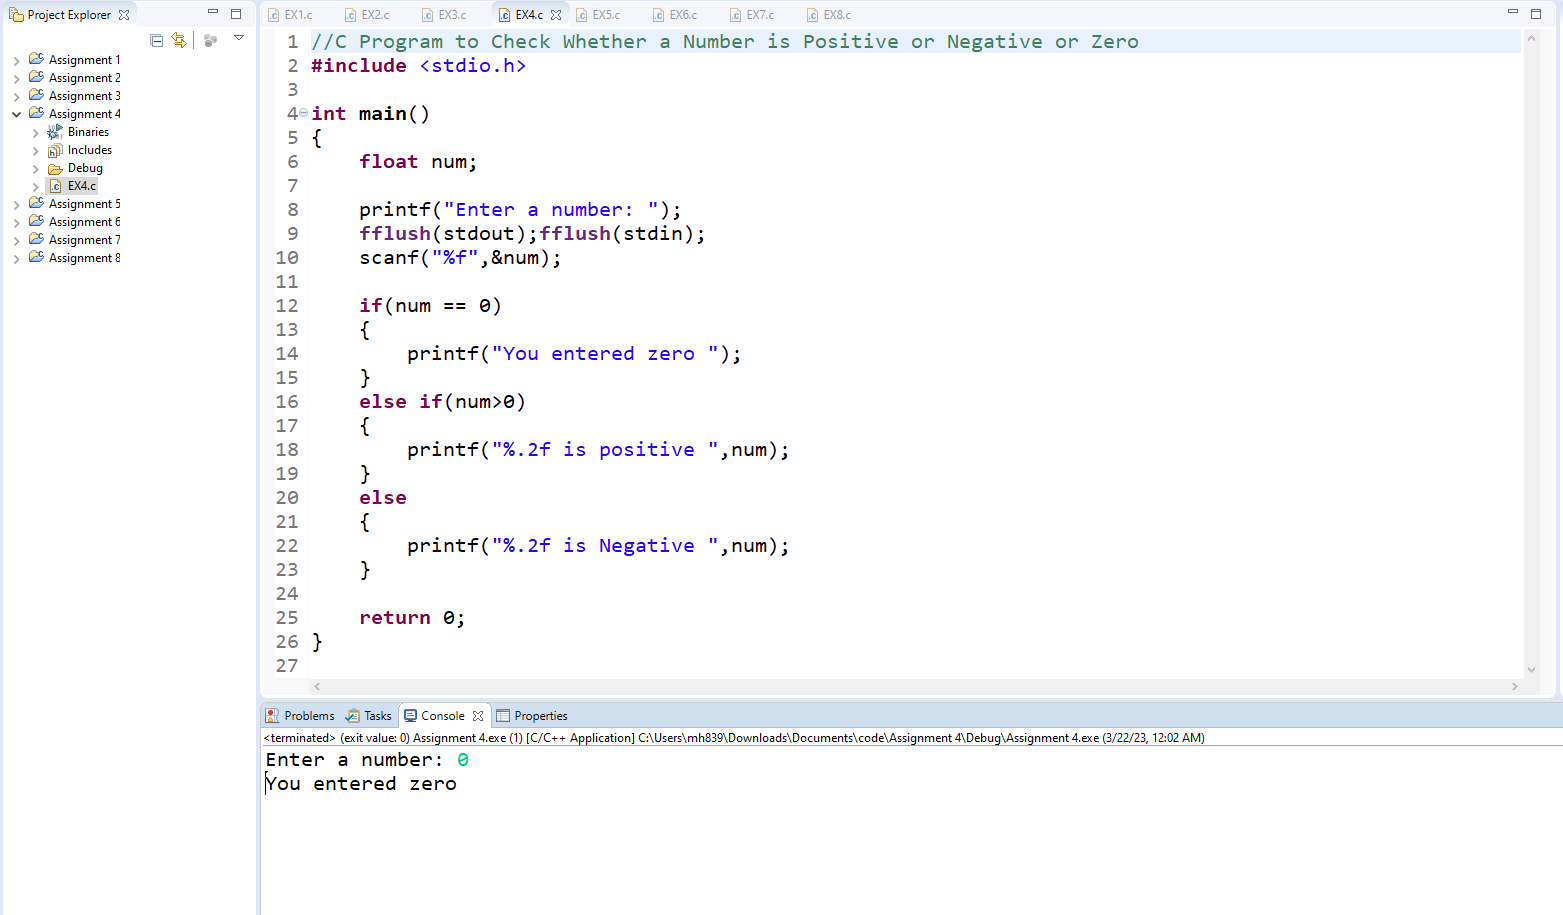 Project Explorer
Assignment 1
Assignment 2
Assignment 3
Assignment 4
Binaries
Includes
Debug
EX4.c
Assignment 5
Assignment 6
Assignment 7
Assignment 8
EX1.c EX2.c EX3.c EX4.c EX5.c EX6.c EX7.c EX8.c
1 //C Program to Check Whether a Number is Positive or Negative or Zero
2 #include <stdio.h>
3
4 int main()
5 {
6     float num;
7
8     printf("Enter a number: ");
9     fflush(stdout);fflush(stdin);
10     scanf("%f",&num);
11
12     if(num == 0)
13     {
14         printf("You entered zero ");
15     }
16     else if(num>0)
17     {
18         printf("%.2f is positive ",num);
19     }
20     else
21     {
22         printf("%.2f is Negative ",num);
23     }
24
25     return 0;
26 }
27
Problems Tasks Console Properties
<terminated> (exit value: 0) Assignment 4.exe (1) [C/C++ Application] C:\Users\mh839\Downloads\Documents\code\Assignment 4\Debug\Assignment 4.exe (3/22/23, 12:02 AM)
Enter a number: 0
You entered zero